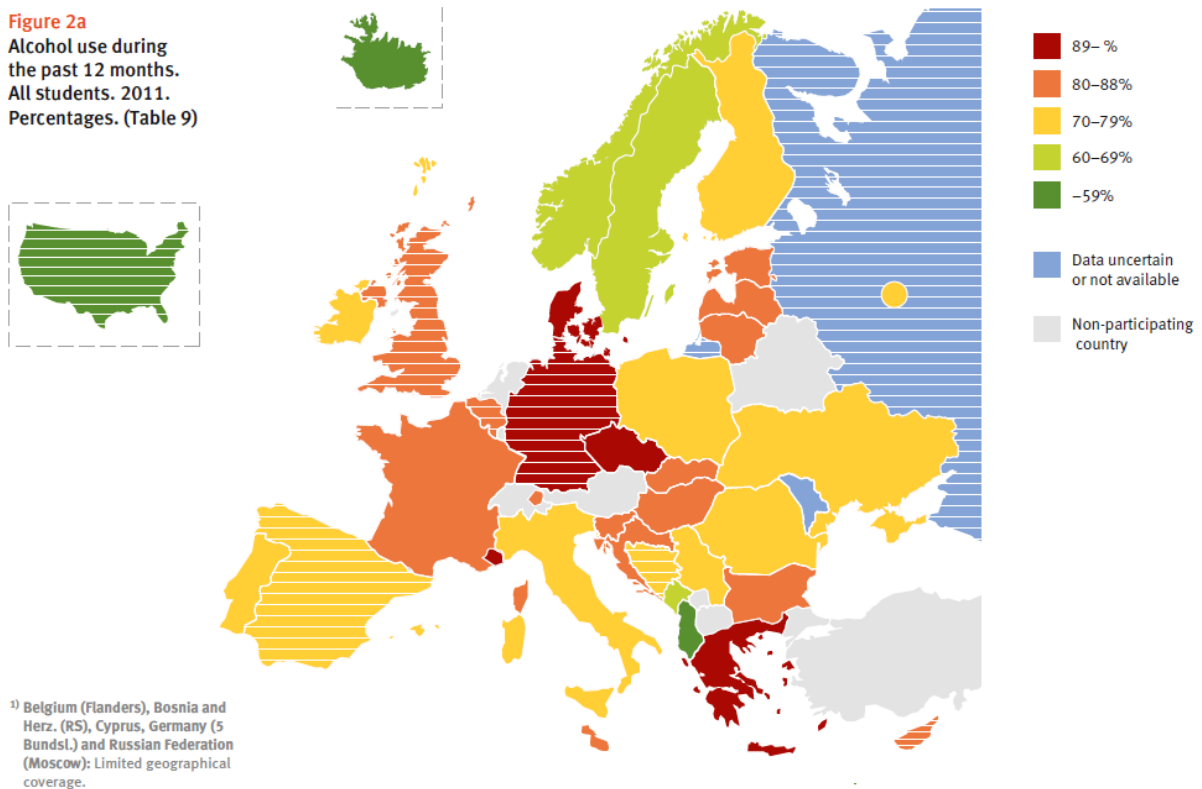 Figure 2a
Alcohol use during
the past 12 months.
All students. 2011.
Percentages. (Table 9)
89– %
80–88%
70–79%
60–69%
–59%
Data uncertain
or not available
Non-participating
country
1) Belgium (Flanders), Bosnia and
Herz. (RS), Cyprus, Germany (5
Bundsl.) and Russian Federation
(Moscow): Limited geographical
coverage.